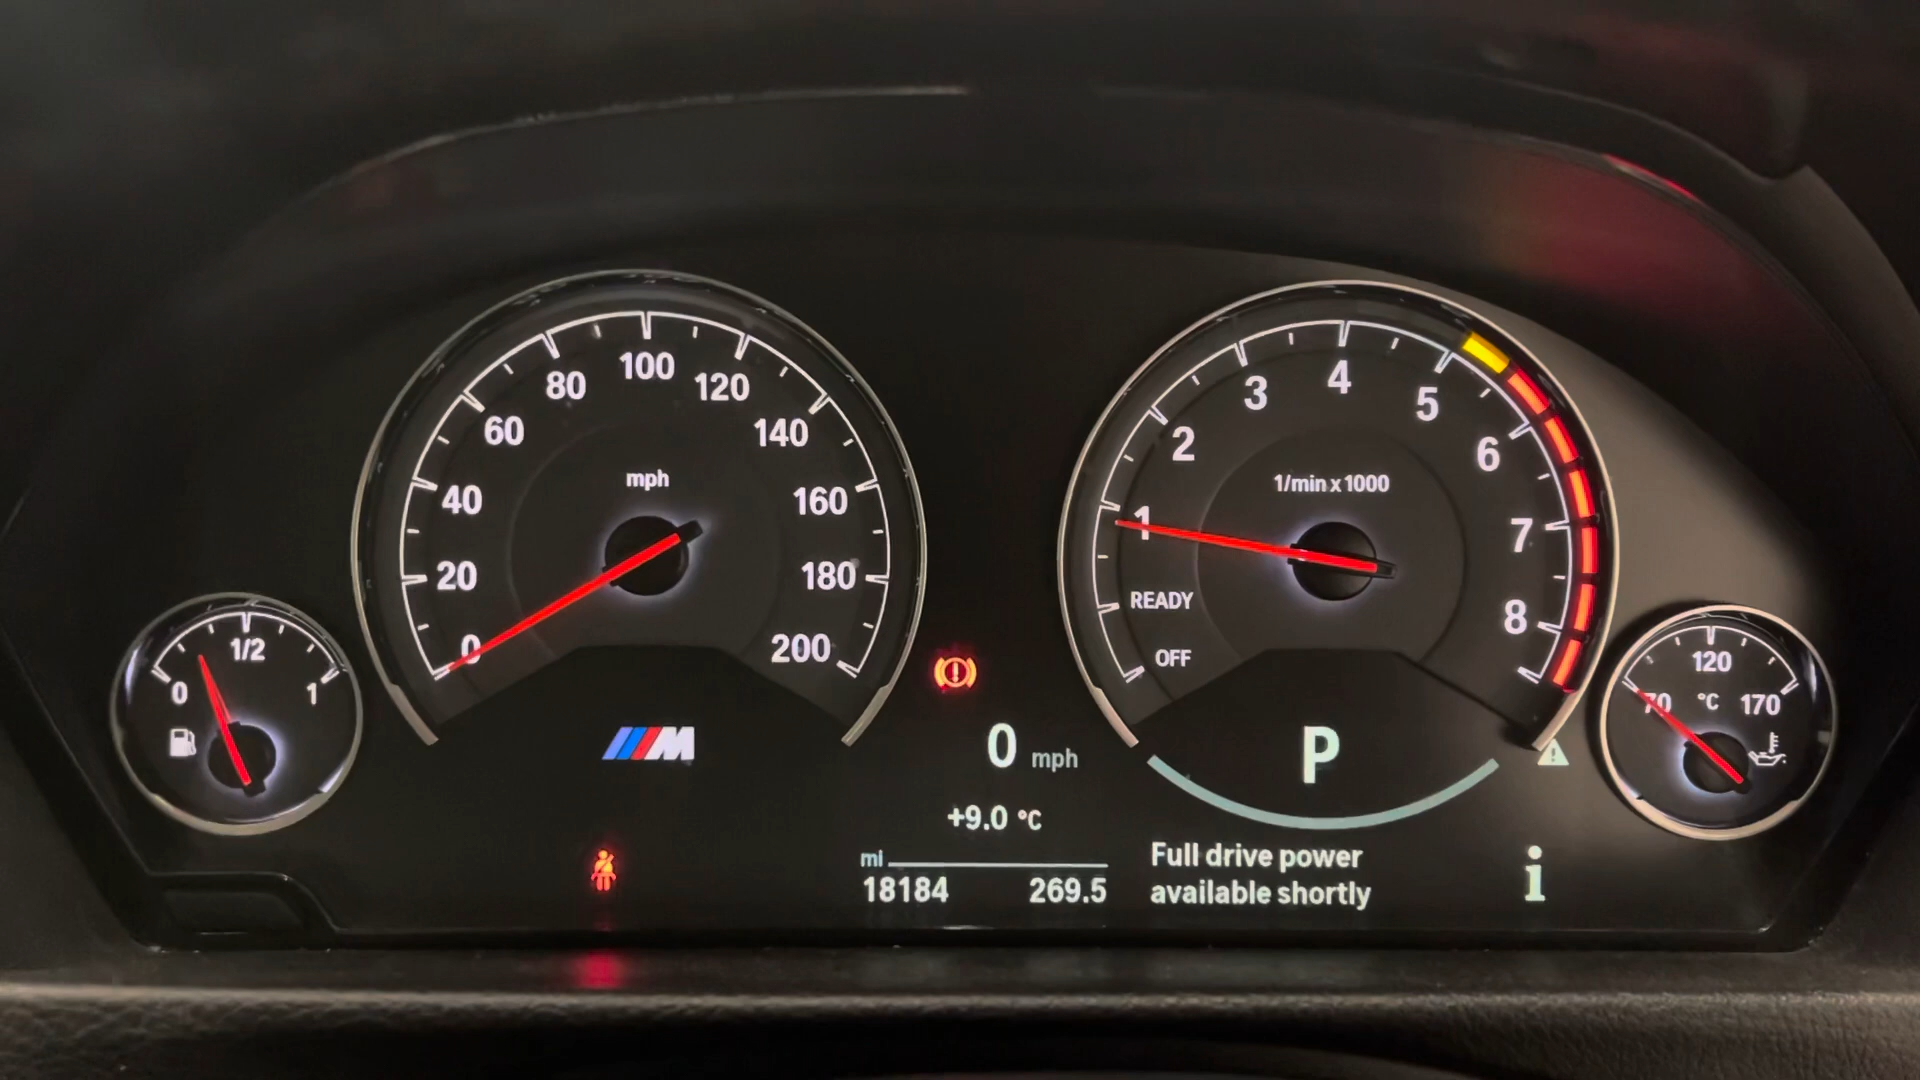 0
20
40
60
80
100
120
140
160
180
200
mph
0
1/2
1
M
0 mph
+9.0 °C
mi
18184 269.5
OFF
READY
1
2
3
4
5
6
7
8
1/min x 1000
P
Full drive power
available shortly
i
70
120
170
°C